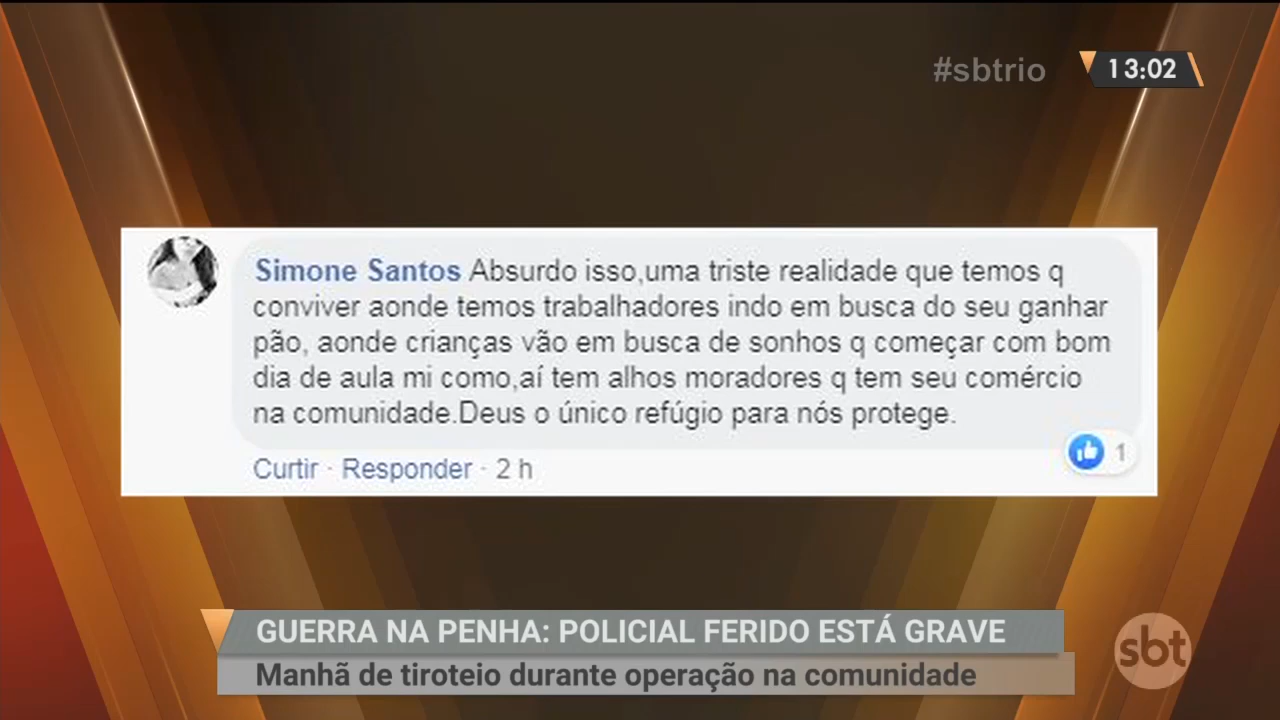 #sbtrio
13:02
Simone Santos Absurdo isso,uma triste realidade que temos q
conviver aonde temos trabalhadores indo em busca do seu ganhar
pão, aonde crianças vão em busca de sonhos q começar com bom
dia de aula mi como,aí tem alhos moradores q tem seu comércio
na comunidade.Deus o único refúgio para nós protege.
Curtir · Responder · 2 h
1
GUERRA NA PENHA: POLICIAL FERIDO ESTÁ GRAVE
Manhã de tiroteio durante operação na comunidade
sbt